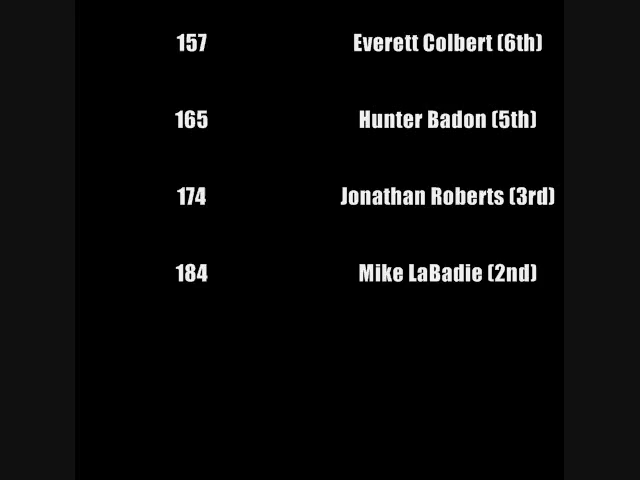 157 Everett Colbert (6th)
165 Hunter Badon (5th)
174 Jonathan Roberts (3rd)
184 Mike LaBadie (2nd)